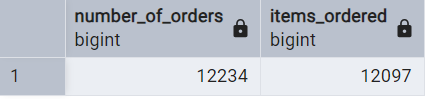 number_of_orders items_ordered
bigint bigint
1 12234 12097